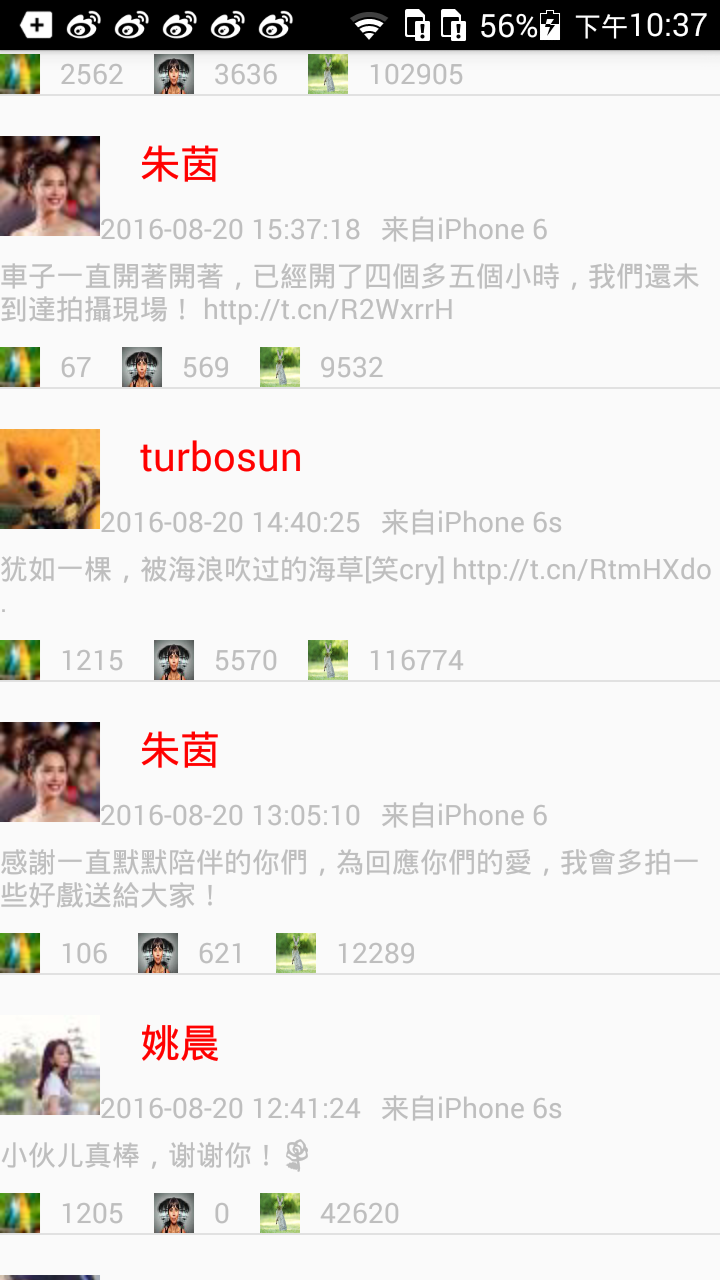 56% 下午10:37
2562 3636 102905
朱茵
2016-08-20 15:37:18 来自iPhone 6
車子一直開著開著，已經開了四個多五個小時，我們還未
到達拍攝現場！ http://t.cn/R2WxrrH
67 569 9532
turbosun
2016-08-20 14:40:25 来自iPhone 6s
犹如一棵，被海浪吹过的海草[笑cry] http://t.cn/RtmHXdo
.
1215 5570 116774
朱茵
2016-08-20 13:05:10 来自iPhone 6
感謝一直默默陪伴的你們，為回應你們的愛，我會多拍一
些好戲送給大家！
106 621 12289
姚晨
2016-08-20 12:41:24 来自iPhone 6s
小伙儿真棒，谢谢你！🌹
1205 0 42620